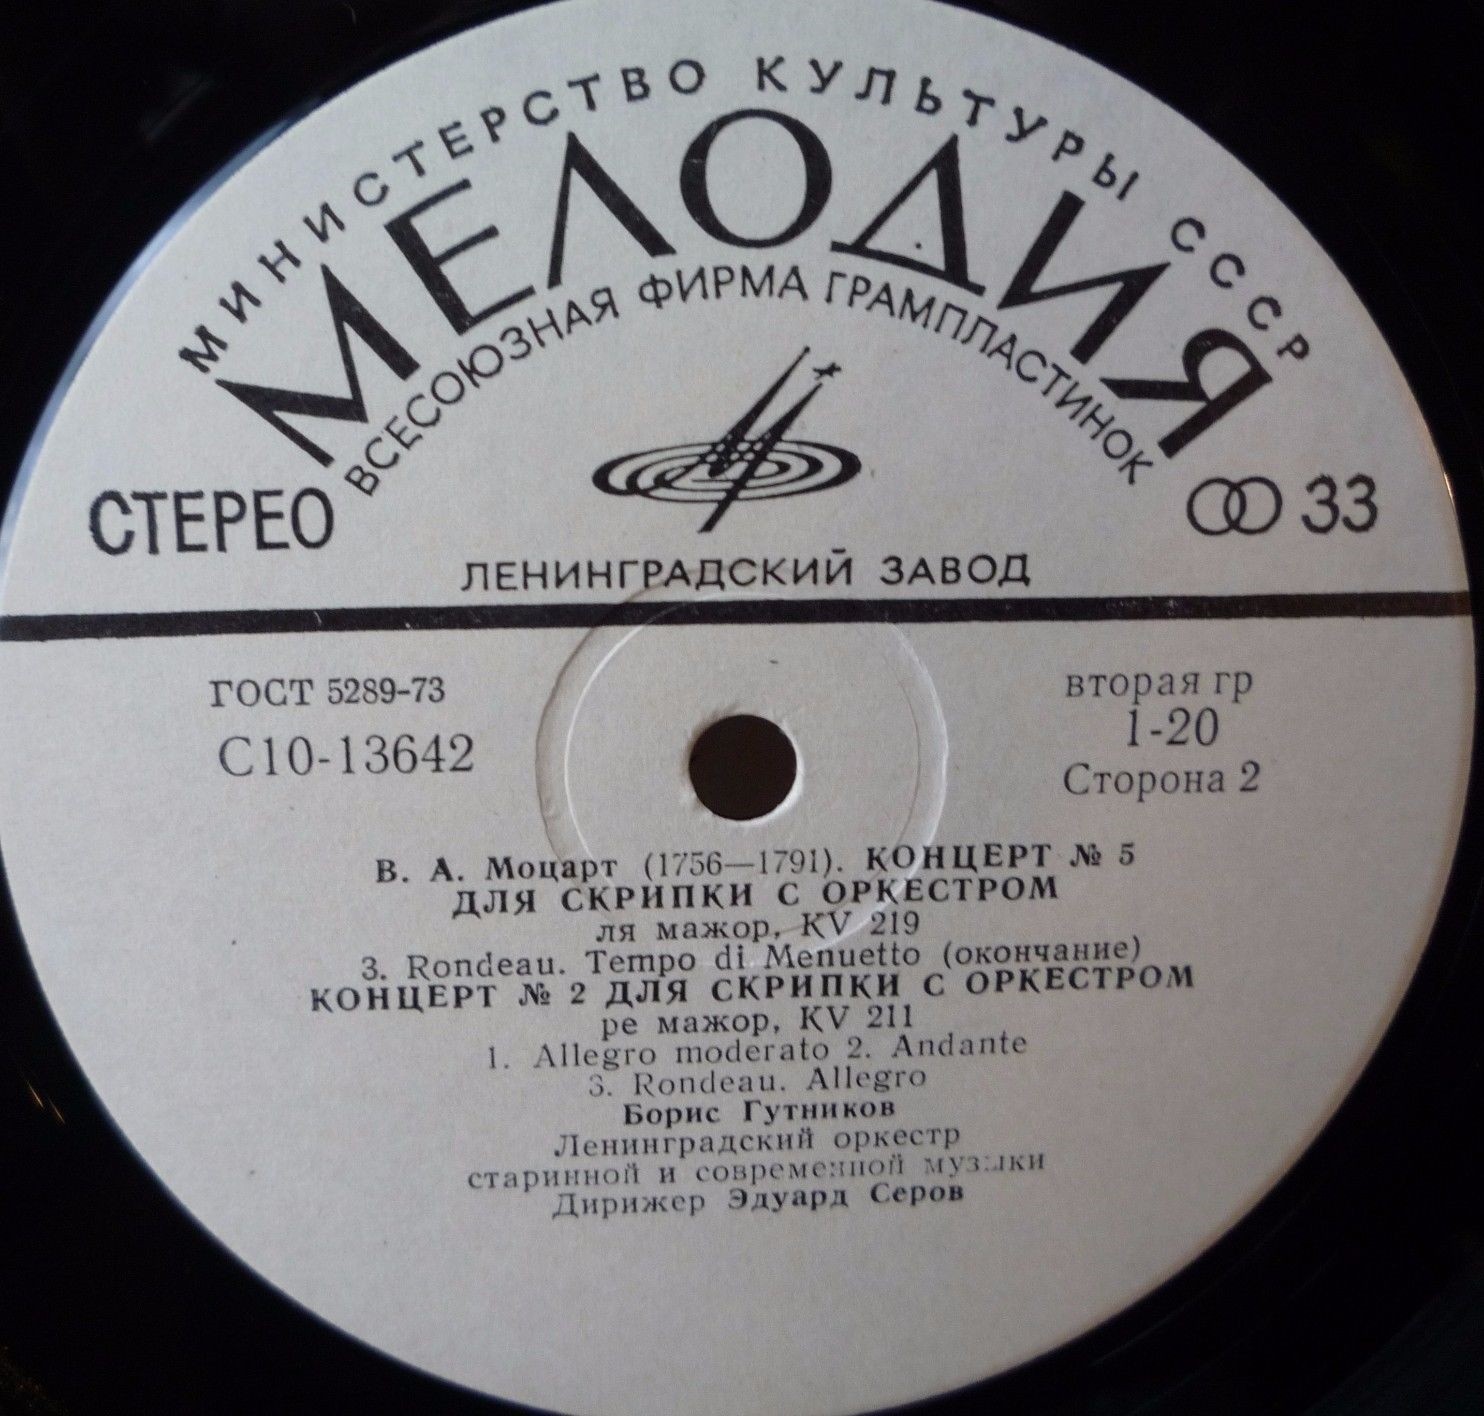 МИНИСТЕРСТВО КУЛЬТУРЫ СССР
МЕЛОДИЯ
ВСЕСОЮЗНАЯ ФИРМА ГРАМПЛАСТИНОК
СТЕРЕО
33
ЛЕНИНГРАДСКИЙ ЗАВОД
ГОСТ 5289-73
С10-13642
вторая гр
1-20
Сторона 2
В. А. Моцарт (1756—1791). КОНЦЕРТ № 5
ДЛЯ СКРИПКИ С ОРКЕСТРОМ
ля мажор, KV 219
3. Rondeau. Tempo di Menuetto (окончание)
КОНЦЕРТ № 2 ДЛЯ СКРИПКИ С ОРКЕСТРОМ
ре мажор, KV 211
1. Allegro moderato 2. Andante
3. Rondeau. Allegro
Борис Гутников
Ленинградский оркестр
старинной и современной музыки
Дирижер Эдуард Серов